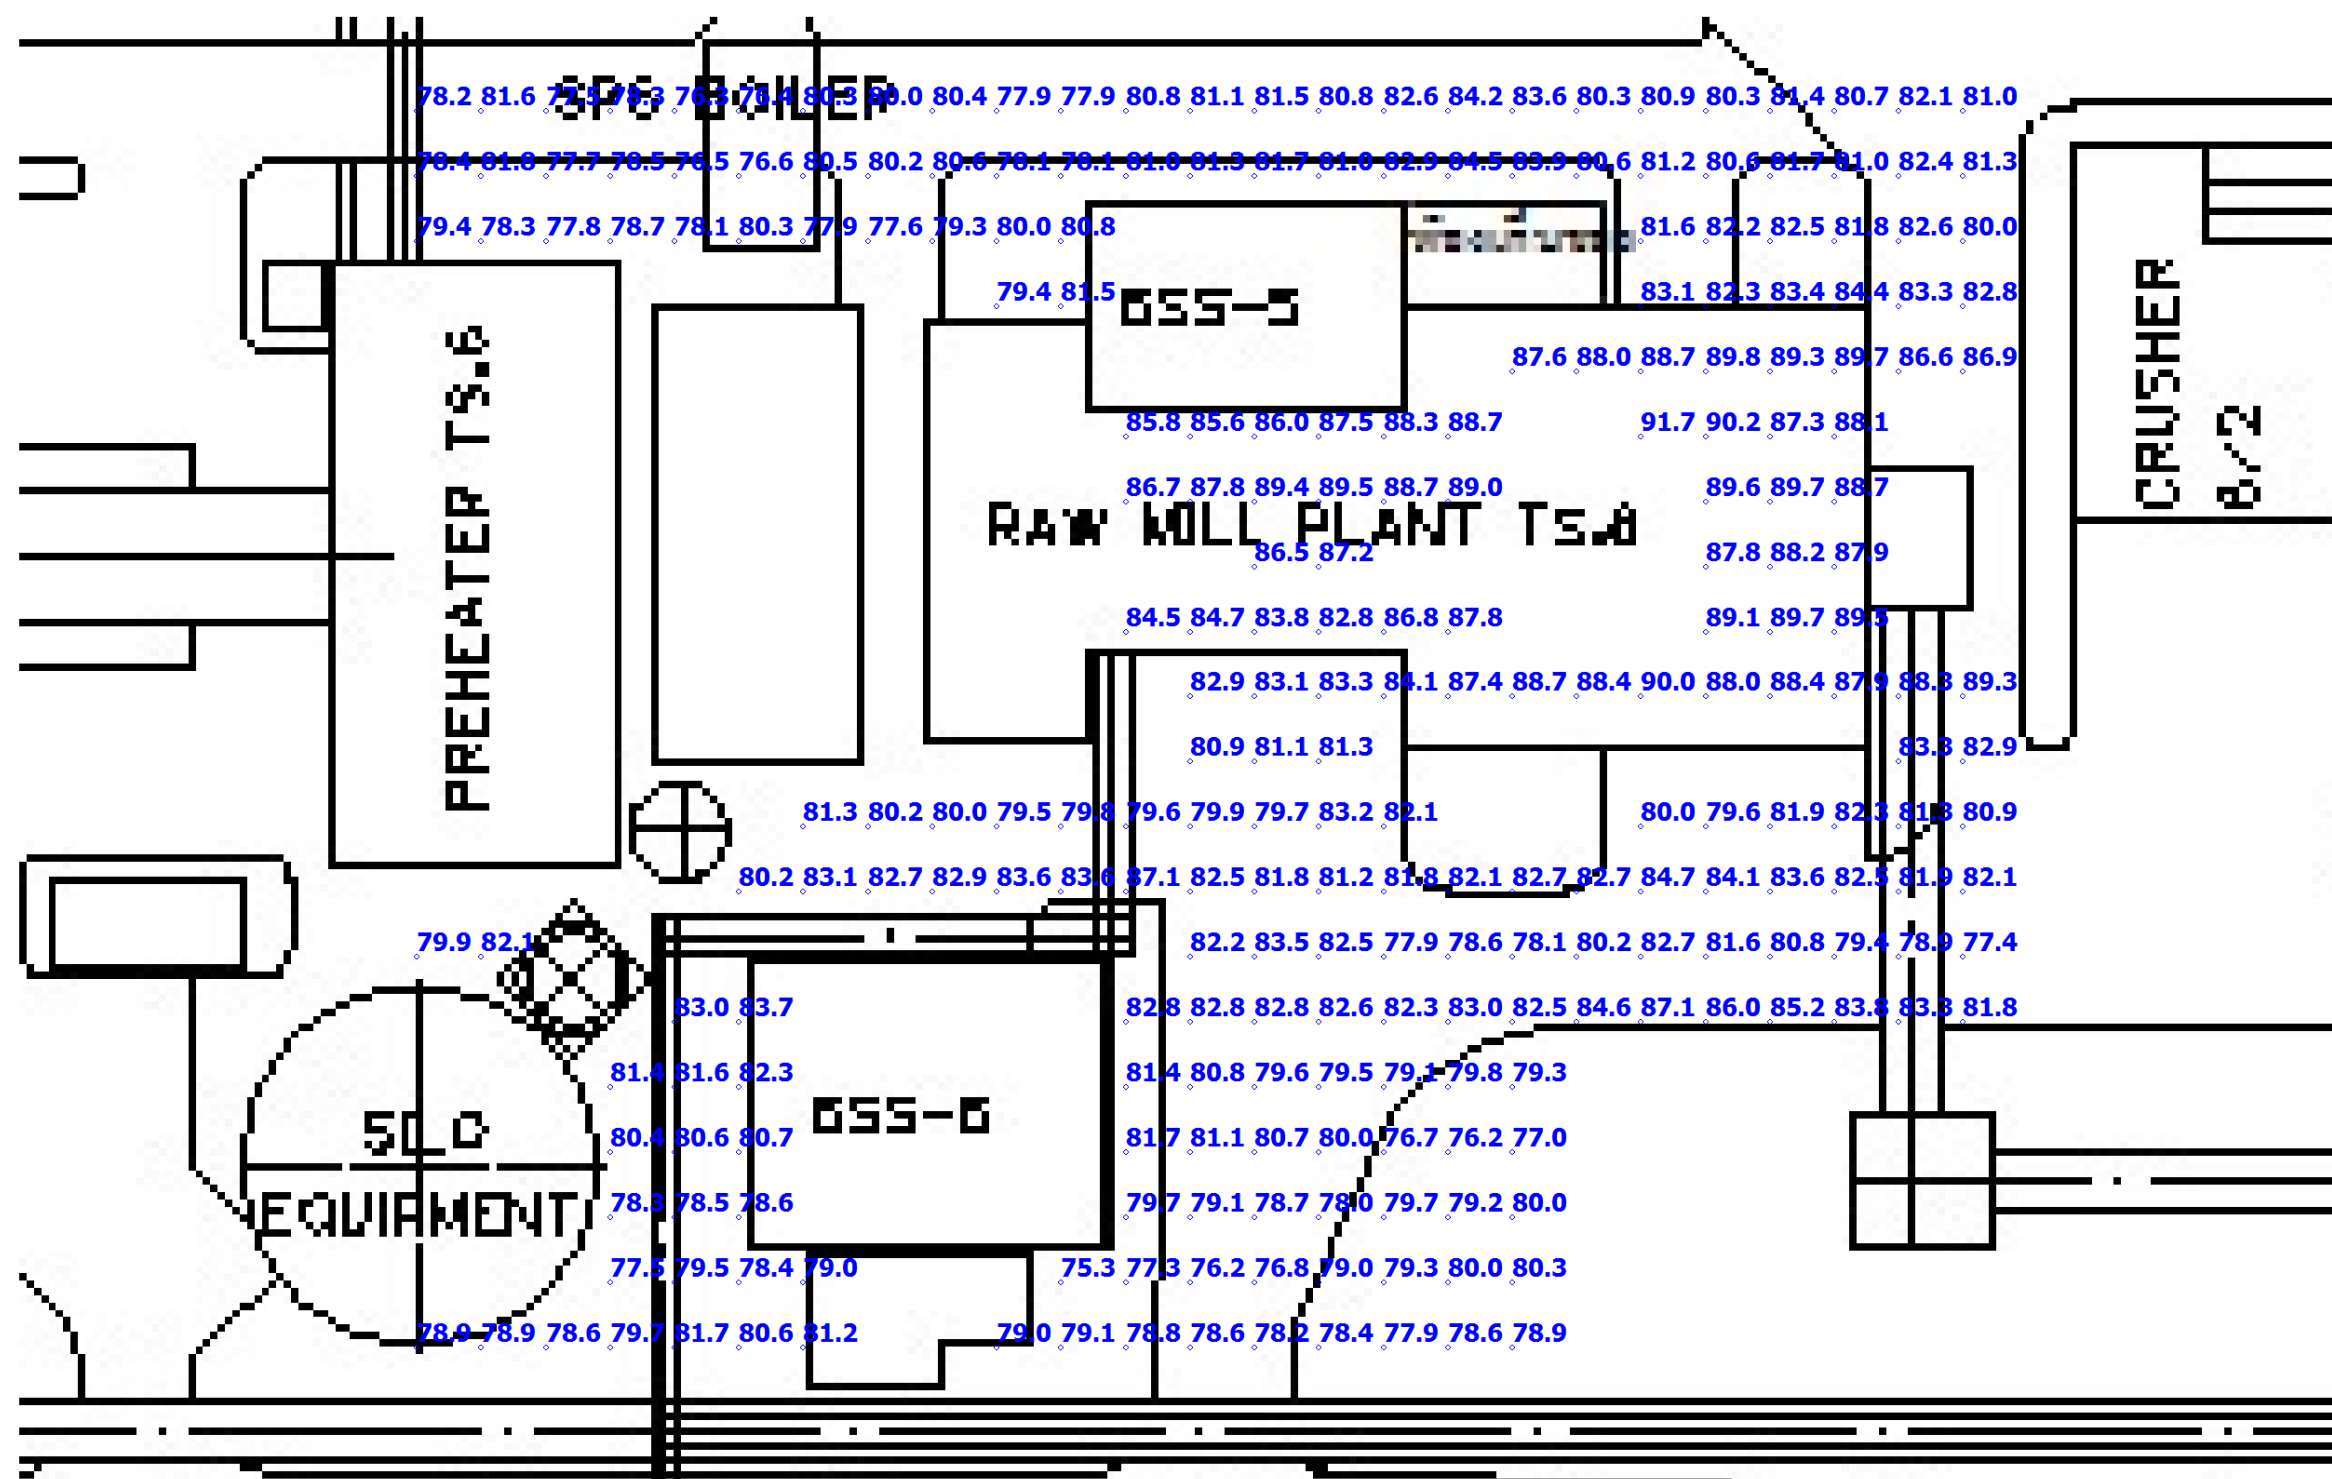 GPG BOILER
78.2 81.6 77.5 78.3 76.3 76.4 80.3 80.0 80.4 77.9 77.9 80.8 81.1 81.5 80.8 82.6 84.2 83.6 80.3 80.9 80.3 81.4 80.7 82.1 81.0
78.4 81.8 77.7 78.5 76.5 76.6 80.5 80.2 80.6 78.1 78.1 81.0 81.3 81.7 81.0 82.9 84.5 83.9 80.6 81.2 80.6 81.7 81.0 82.4 81.3
79.4 78.3 77.8 78.7 78.1 80.3 77.9 77.6 79.3 80.0 80.8 81.6 82.2 82.5 81.8 82.6 80.0
79.4 81.5 83.1 82.3 83.4 84.4 83.3 82.8
GSS-5
87.6 88.0 88.7 89.8 89.3 89.7 86.6 86.9
CRUSHER
8/2
PREHEATER TS.6
85.8 85.6 86.0 87.5 88.3 88.7 91.7 90.2 87.3 88.1
86.7 87.8 89.4 89.5 88.7 89.0 89.6 89.7 88.7
RAW MILL PLANT TS.6
86.5 87.2 87.8 88.2 87.9
84.5 84.7 83.8 82.8 86.8 87.8 89.1 89.7 89.5
82.9 83.1 83.3 84.1 87.4 88.7 88.4 90.0 88.0 88.4 87.9 88.3 89.3
80.9 81.1 81.3 83.3 82.9
81.3 80.2 80.0 79.5 79.8 79.6 79.9 79.7 83.2 82.1 80.0 79.6 81.9 82.3 81.3 80.9
80.2 83.1 82.7 82.9 83.6 83.6 87.1 82.5 81.8 81.2 81.8 82.1 82.7 82.7 84.7 84.1 83.6 82.5 81.9 82.1
79.9 82.1 82.2 83.5 82.5 77.9 78.6 78.1 80.2 82.7 81.6 80.8 79.4 78.9 77.4
83.0 83.7 82.8 82.8 82.8 82.6 82.3 83.0 82.5 84.6 87.1 86.0 85.2 83.8 83.3 81.8
81.4 81.6 82.3 81.4 80.8 79.6 79.5 79.1 79.8 79.3
GSS-6
SLC
80.4 80.6 80.7 81.7 81.1 80.7 80.0 76.7 76.2 77.0
EQUIPMENT
78.3 78.5 78.6 79.7 79.1 78.7 78.0 79.7 79.2 80.0
77.5 79.5 78.4 79.0 75.3 77.3 76.2 76.8 79.0 79.3 80.0 80.3
78.9 78.9 78.6 79.7 81.7 80.6 81.2 79.0 79.1 78.8 78.6 78.2 78.4 77.9 78.6 78.9